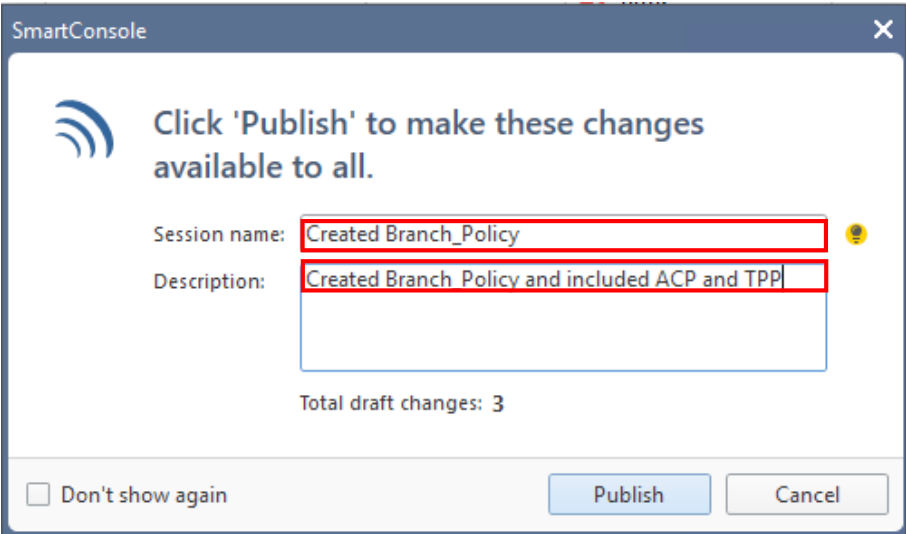 SmartConsole
Click 'Publish' to make these changes
available to all.
Session name: Created Branch_Policy
Description: Created Branch_Policy and included ACP and TPP
Total draft changes: 3
Don't show again
Publish Cancel